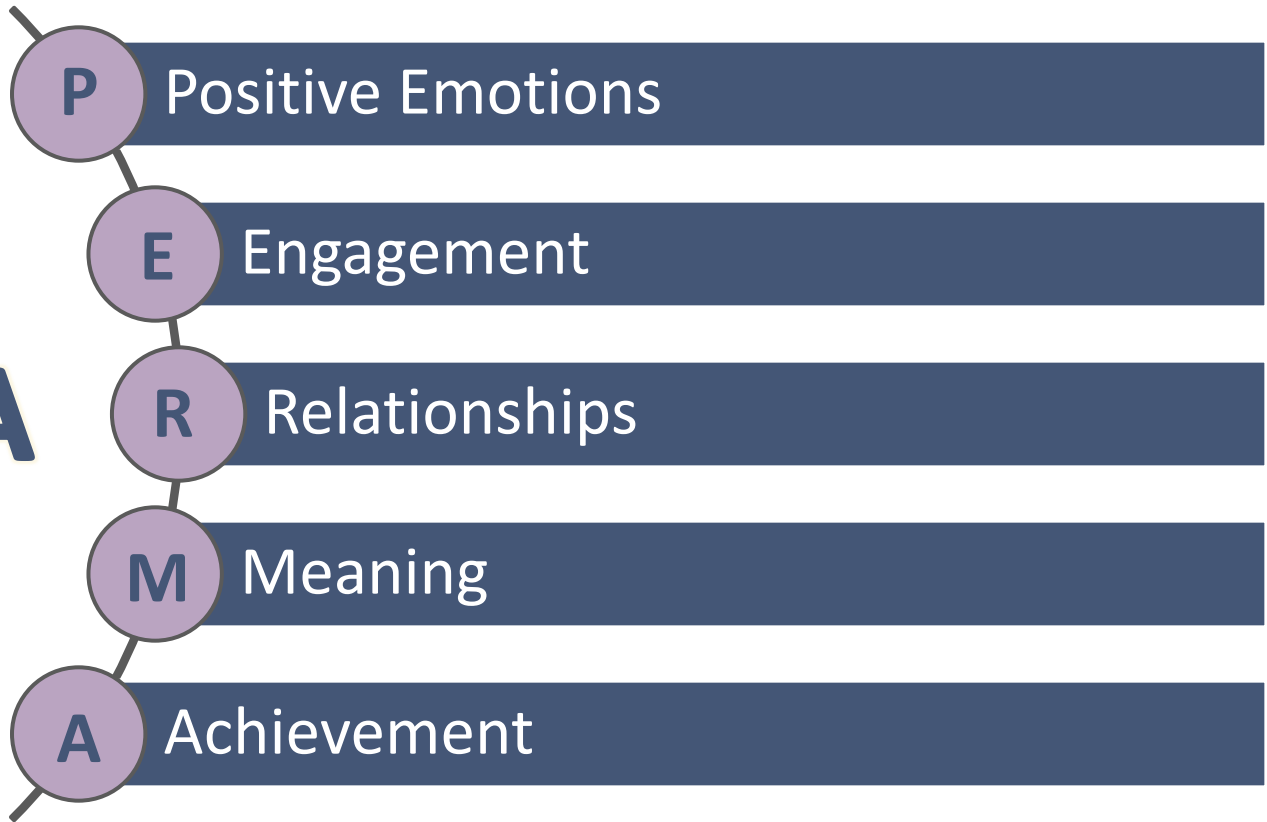 P Positive Emotions
E Engagement
A
R Relationships
M Meaning
A Achievement